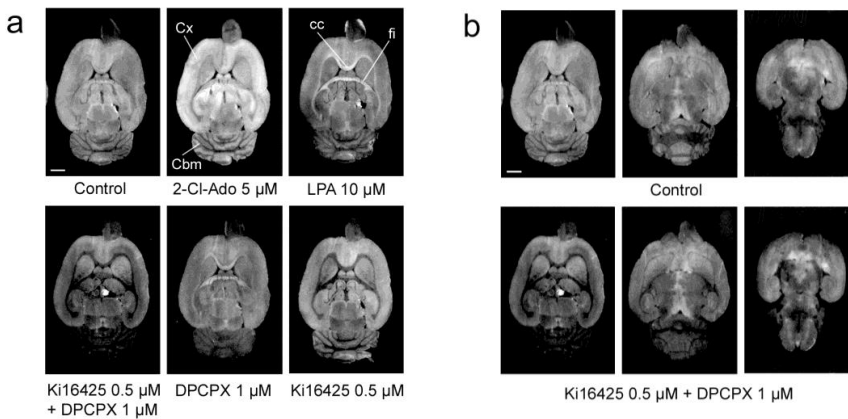 a
Cx
cc
fi
Cbm
Control
2-Cl-Ado 5 µM
LPA 10 µM
Ki16425 0.5 µM
+ DPCPX 1 µM
DPCPX 1 µM
Ki16425 0.5 µM
b
Control
Ki16425 0.5 µM + DPCPX 1 µM